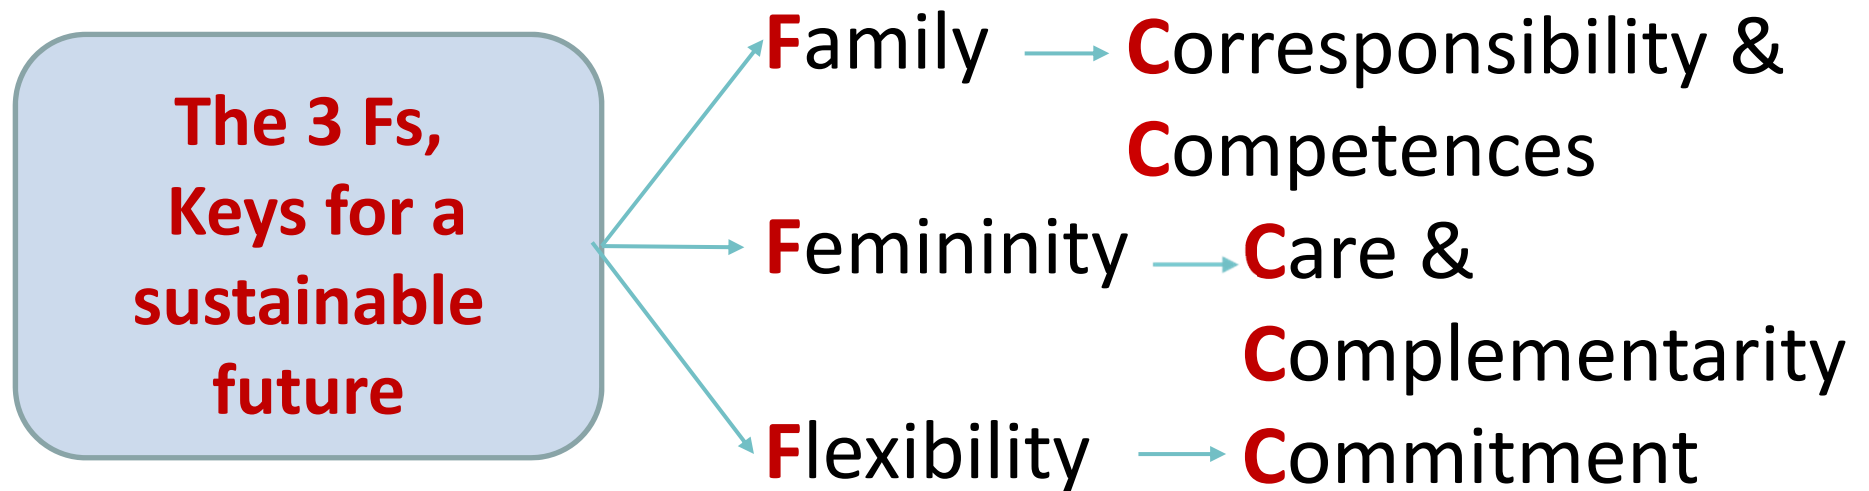 The 3 Fs,
Keys for a
sustainable
future
Family
Corresponsibility &
Competences
Femininity
Care &
Complementarity
Flexibility
Commitment